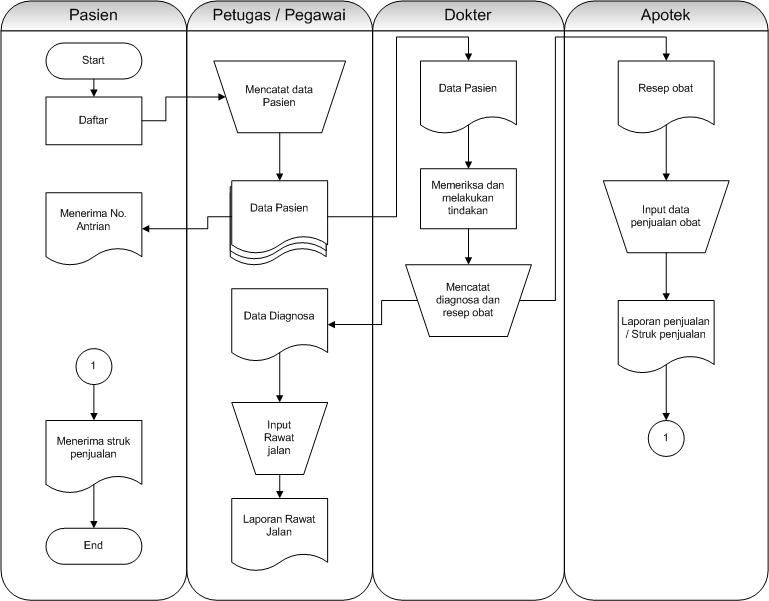 Pasien
Petugas / Pegawai
Dokter
Apotek
Start
Daftar
Menerima No.
Antrian
1
Menerima struk
penjualan
End
Mencatat data
Pasien
Data Pasien
Data Diagnosa
Input
Rawat
jalan
Laporan Rawat
Jalan
Data Pasien
Memeriksa dan
melakukan
tindakan
Mencatat
diagnosa dan
resep obat
Resep obat
Input data
penjualan obat
Laporan penjualan
/ Struk penjualan
1